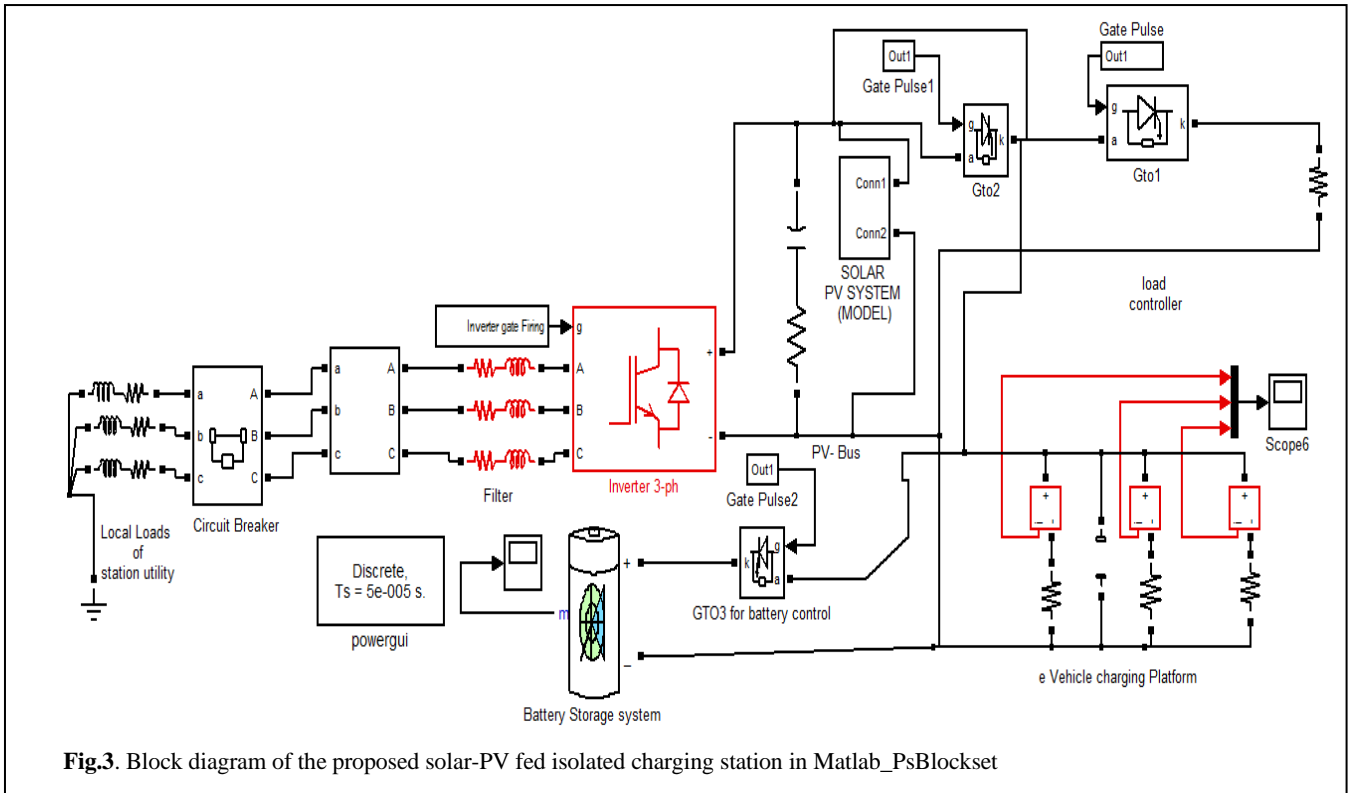 Gate Pulse
Out1
Out1
Gate Pulse1
g
a
k
Gto2
g
a
k
Gto1
Conn1
Conn2
SOLAR
PV SYSTEM
(MODEL)
load
controller
Inverter gate Firing
g
A
B
C
+
-
Inverter 3-ph
PV- Bus
a
b
c
A
B
C
a
b
c
A
B
C
Circuit Breaker
Filter
Local Loads
of
station utility
Discrete,
Ts = 5e-005 s.
powergui
m
+
_
Battery Storage system
Out1
Gate Pulse2
k
g
a
GTO3 for battery control
Scope6
+
i
-
+
i
-
+
i
-
e Vehicle charging Platform
Fig.3. Block diagram of the proposed solar-PV fed isolated charging station in Matlab_PsBlockset